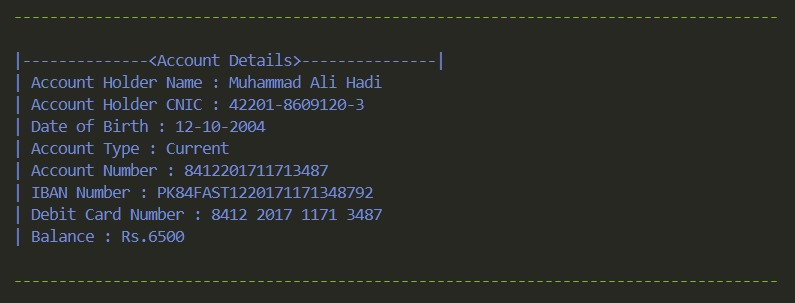 --------------------------------------------------------------------------------------
|--------------<Account Details>---------------|
| Account Holder Name : Muhammad Ali Hadi
| Account Holder CNIC : 42201-8609120-3
| Date of Birth : 12-10-2004
| Account Type : Current
| Account Number : 8412201711713487
| IBAN Number : PK84FAST1220171171348792
| Debit Card Number : 8412 2017 1171 3487
| Balance : Rs.6500
--------------------------------------------------------------------------------------